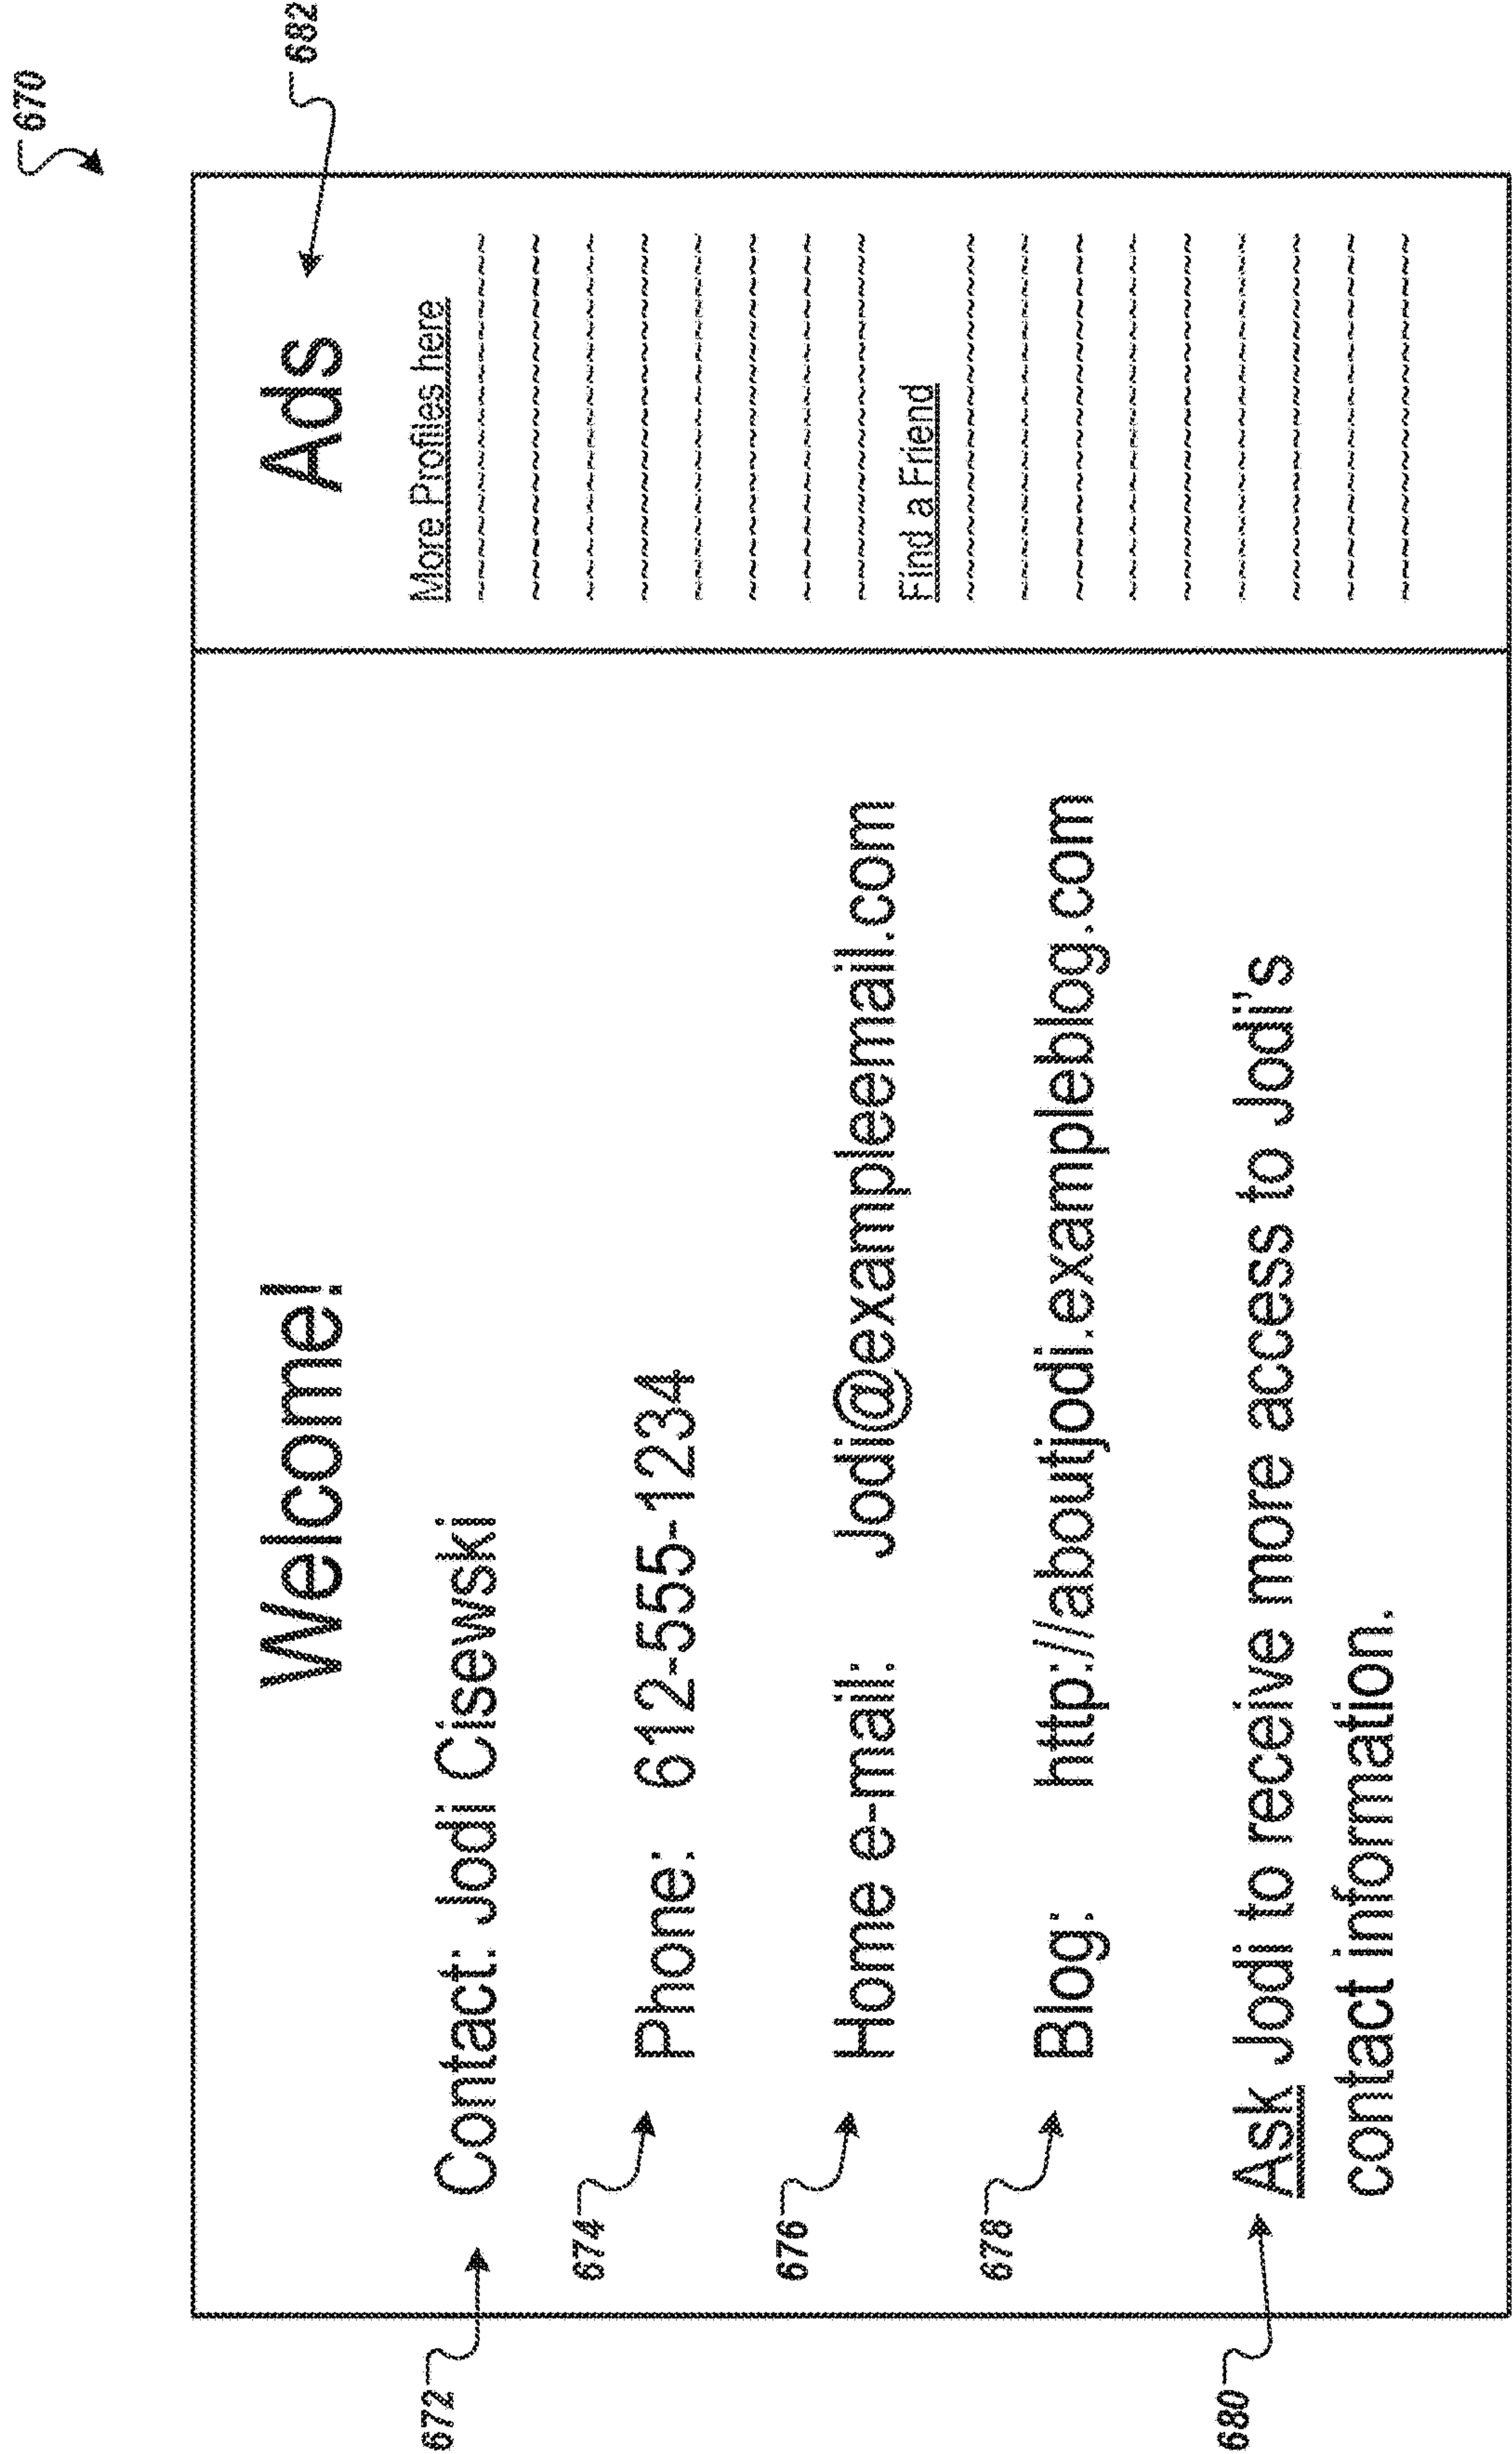 670
Welcome!
Ads
682
672
Contact: Jodi Cisewski
More Profiles here
674
Phone: 612-555-1234
676
Home e-mail: Jodi@exampleemail.com
Find a Friend
678
Blog: http://aboutjodi.exampleblog.com
680
Ask Jodi to receive more access to Jodi's
contact information.